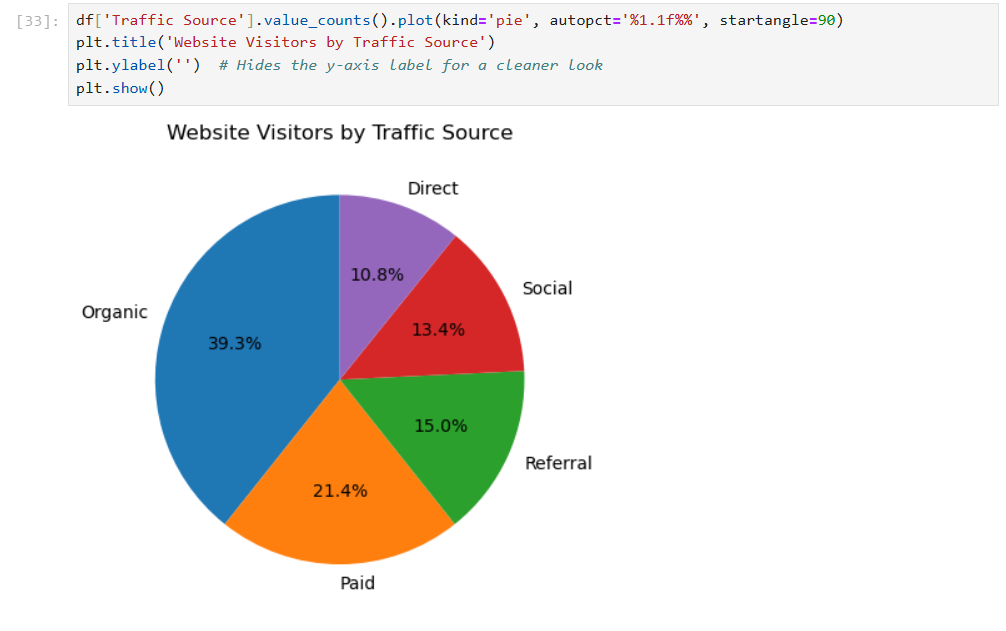 [33]:
df['Traffic Source'].value_counts().plot(kind='pie', autopct='%1.1f%%', startangle=90)
plt.title('Website Visitors by Traffic Source')
plt.ylabel('')  # Hides the y-axis label for a cleaner look
plt.show()
Website Visitors by Traffic Source
Direct
10.8%
Social
Organic
13.4%
39.3%
15.0%
Referral
21.4%
Paid